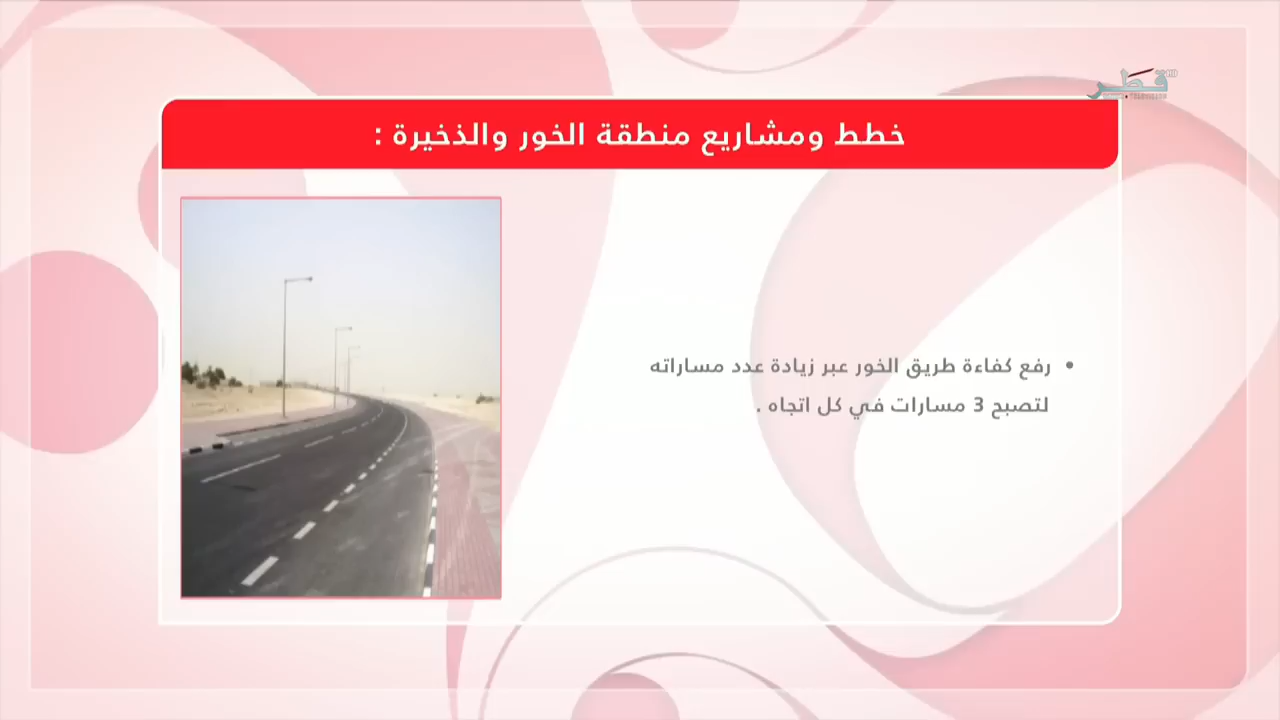 قطر
خطط ومشاريع منطقة الخور والذخيرة :
• رفع كفاءة طريق الخور عبر زيادة عدد مساراته
لتصبح 3 مسارات في كل اتجاه .